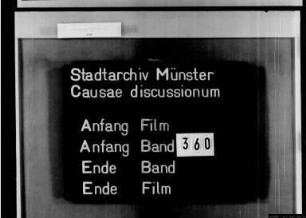 Stadtarchiv Münster
Causae discussionum
Anfang Film
Anfang Band 360
Ende Band
Ende Film